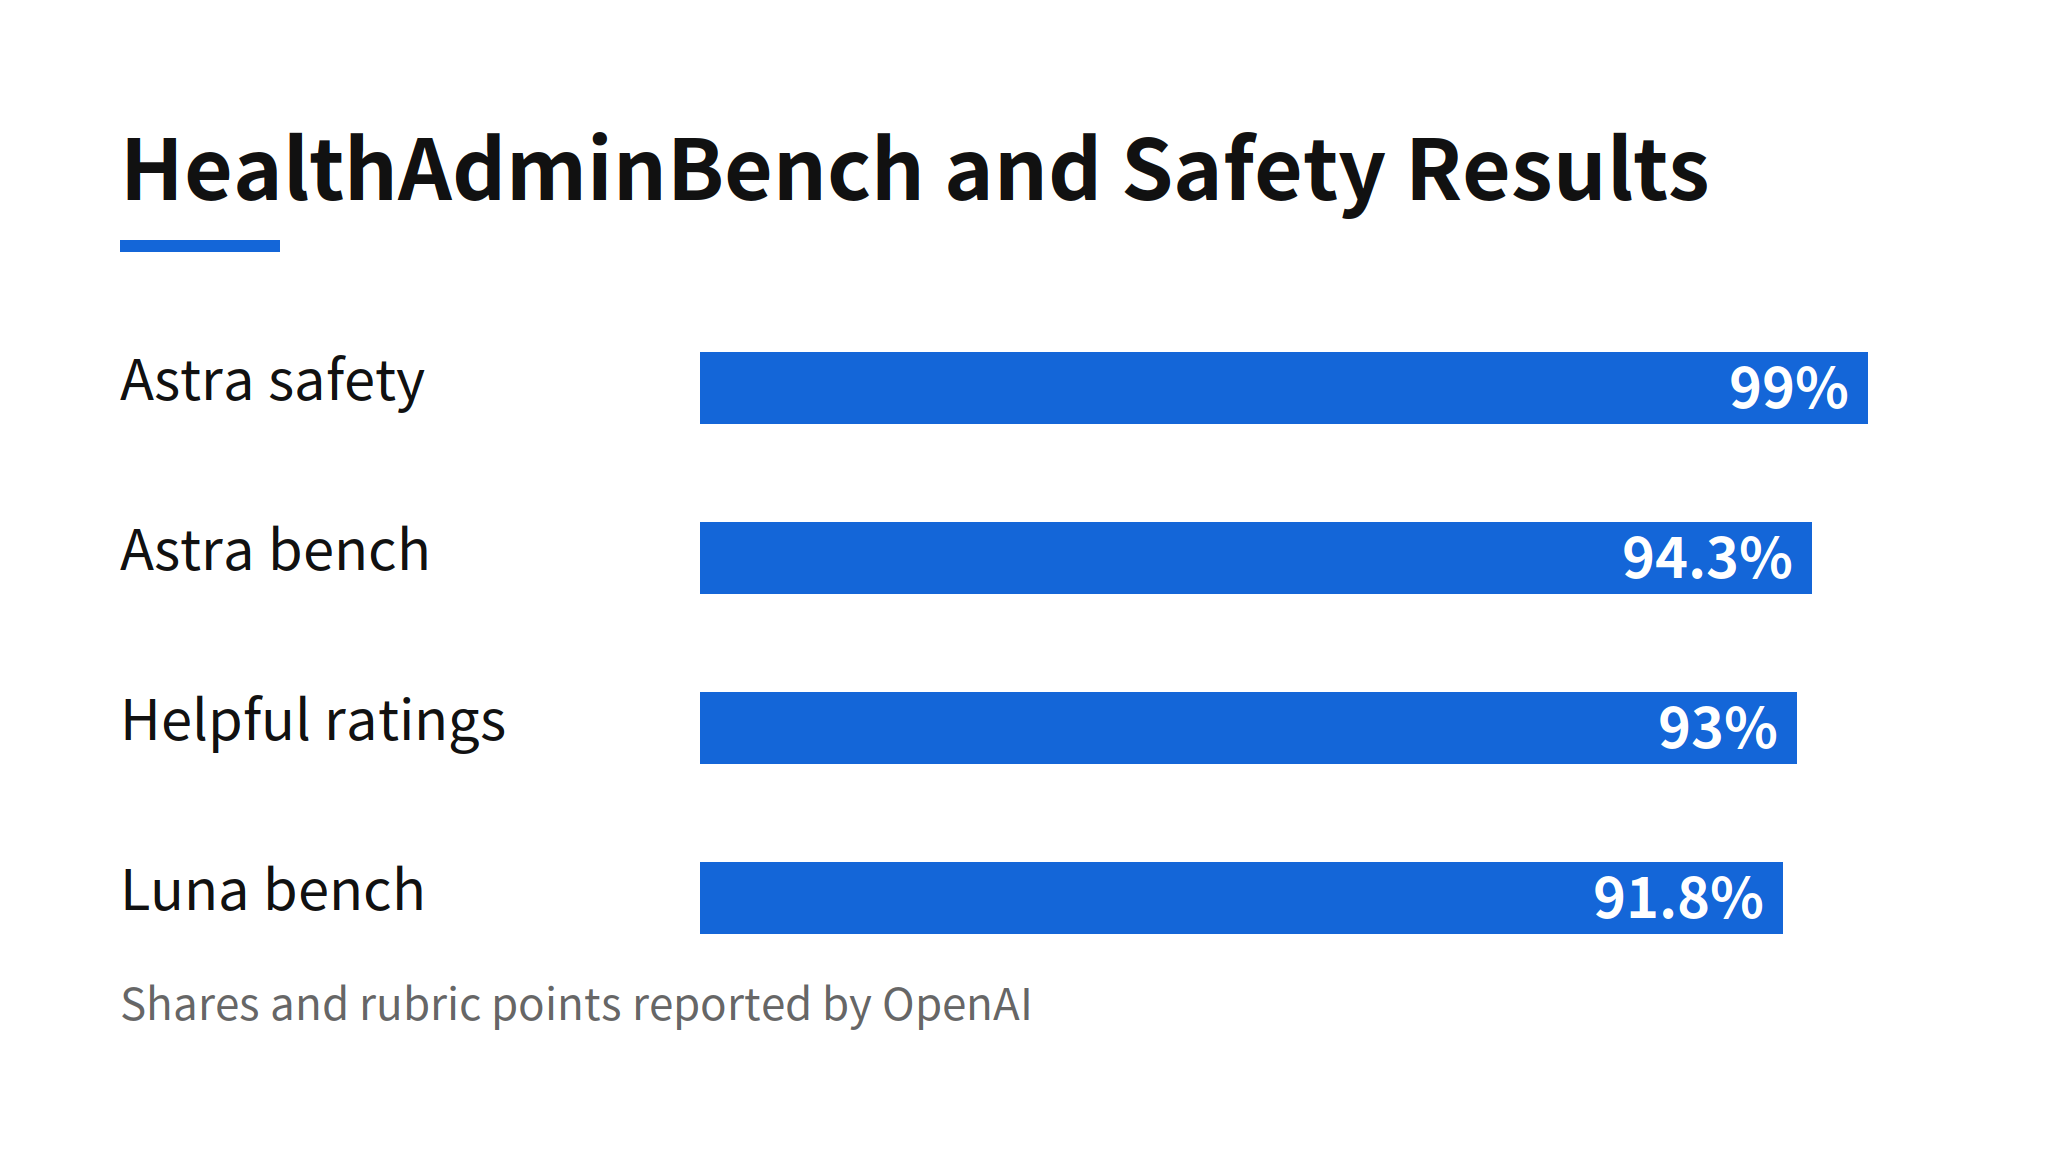 HealthAdminBench and Safety Results
Astra safety 99%
Astra bench 94.3%
Helpful ratings 93%
Luna bench 91.8%
Shares and rubric points reported by OpenAI